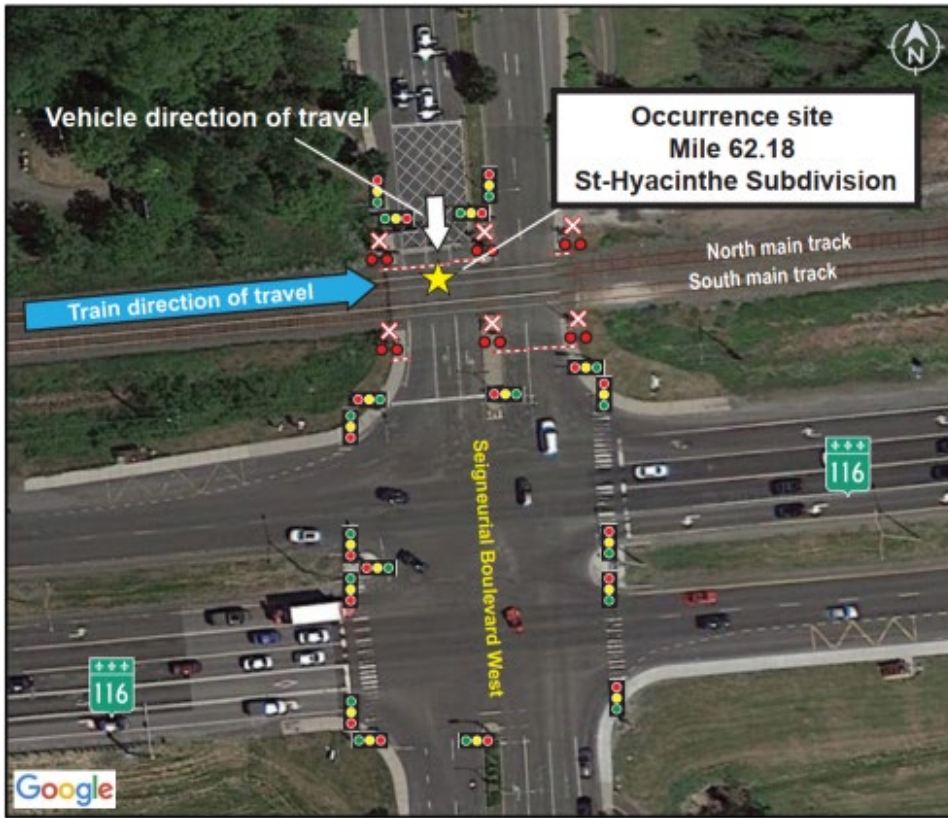 N
Vehicle direction of travel
Occurrence site
Mile 62.18
St-Hyacinthe Subdivision
North main track
South main track
Train direction of travel
Seigneurial Boulevard West
116
116
Google